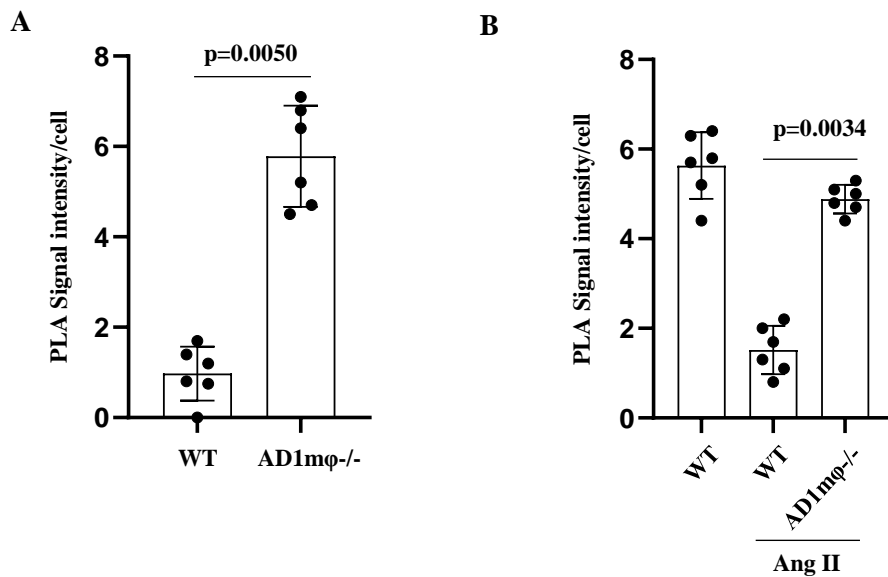 A
p=0.0050
PLA Signal intensity/cell
8
6
4
2
0
WT
AD1mφ-/-
B
p=0.0034
PLA Signal intensity/cell
8
6
4
2
0
WT
WT
AD1mφ-/-
Ang II